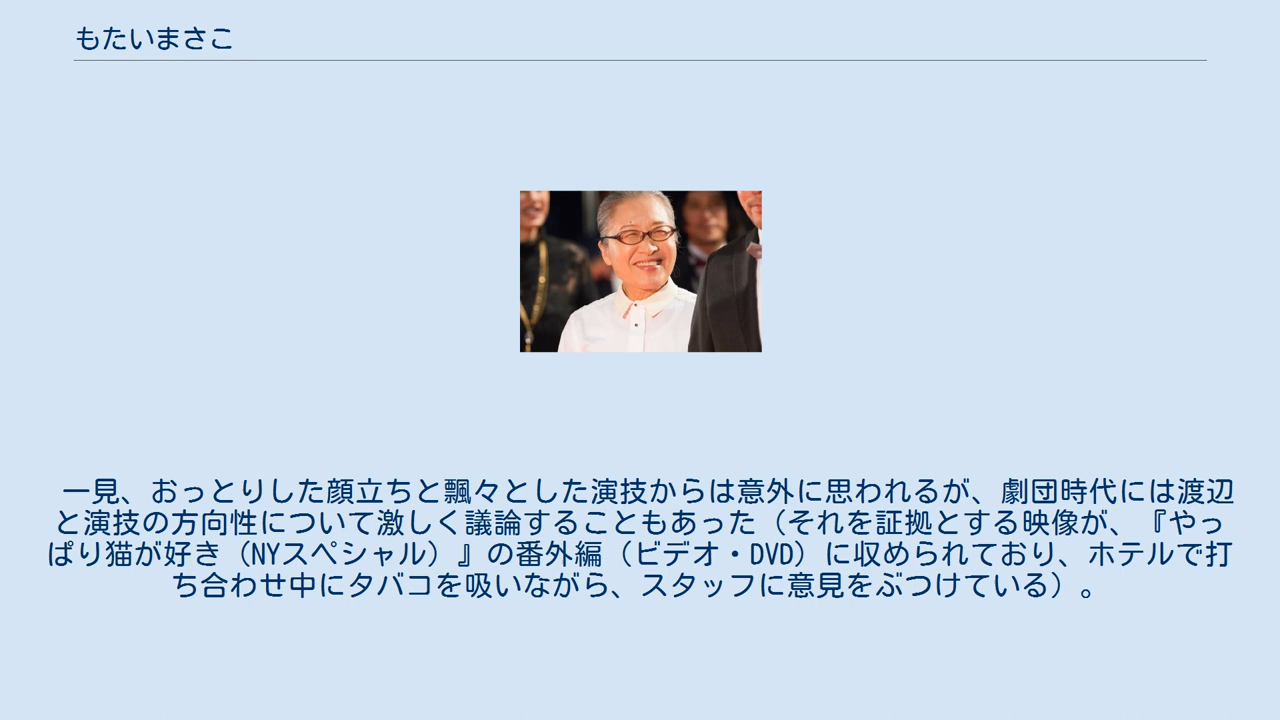 もたいまさこ
一見、おっとりした顔立ちと飄々とした演技からは意外に思われるが、劇団時代には渡辺
と演技の方向性について激しく議論することもあった（それを証拠とする映像が、『やっ
ぱり猫が好き（NYスペシャル）』の番外編（ビデオ・DVD）に収められており、ホテルで打
ち合わせ中にタバコを吸いながら、スタッフに意見をぶつけている）。